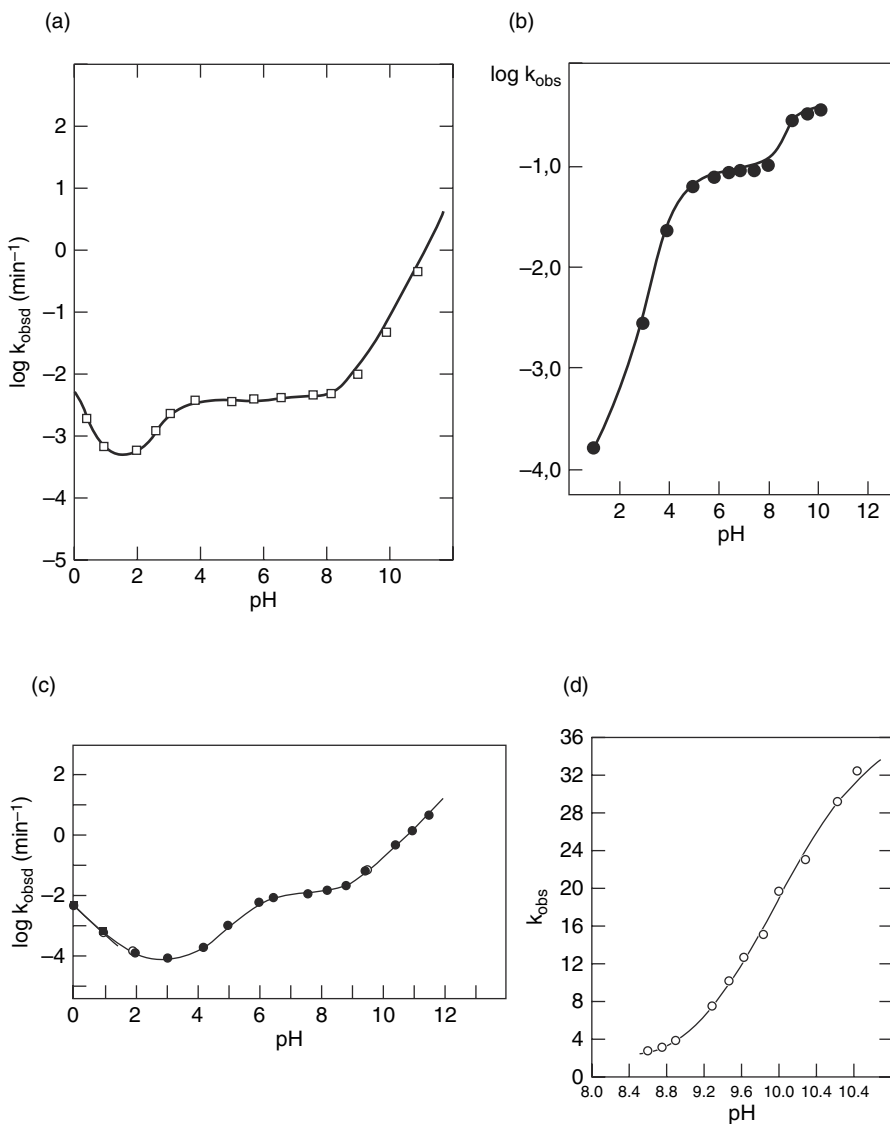 (a)
log k_obsd (min⁻¹)
2
1
0
–1
–2
–3
–4
–5
0 2 4 6 8 10
pH
(b)
log k_obs
–1,0
–2,0
–3,0
–4,0
2 4 6 8 10 12
pH
(c)
log k_obsd (min⁻¹)
2
0
–2
–4
0 2 4 6 8 10 12
pH
(d)
k_obs
36
32
28
24
20
16
12
8
4
0
8.0 8.4 8.8 9.2 9.6 10.0 10.4 10.4
pH